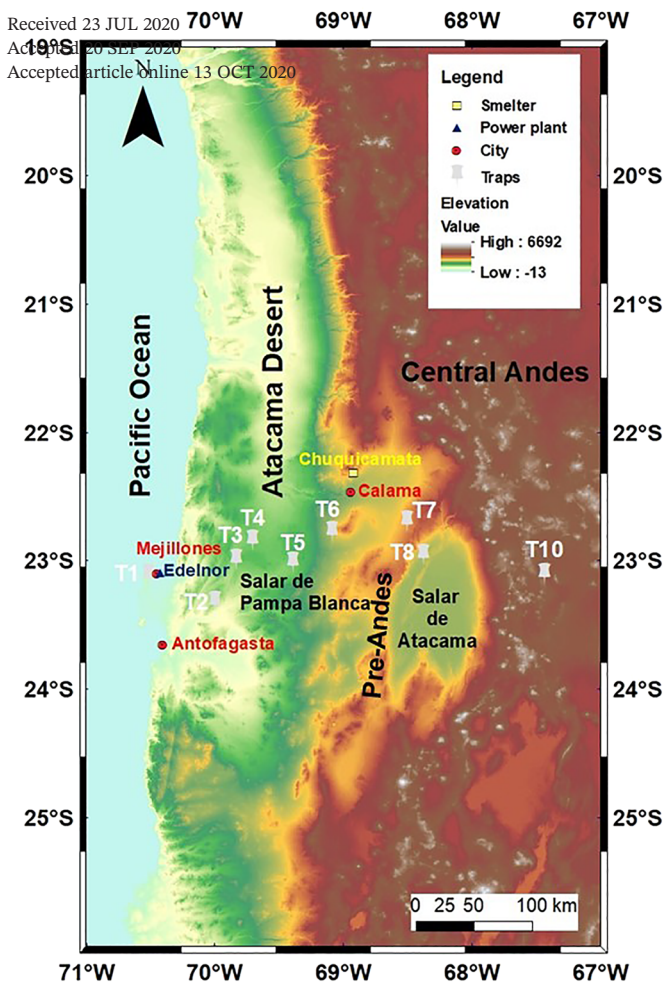 Received 23 JUL 2020
Accepted 20 SEP 2020
Accepted article online 13 OCT 2020
70°W 69°W 68°W 67°W
19°S 19°S
N
Legend
Smelter
Power plant
City
Traps
Elevation
Value
High : 6692
Low : -13
20°S 20°S
21°S 21°S
Pacific Ocean
Atacama Desert
Central Andes
22°S 22°S
Chuquicamata
Calama
T6 T7
T4
T3
T5
T8
T10
Mejillones
23°S 23°S
T1 Edelnor
T2
Salar de
Pampa Blanca
Pre-Andes
Salar
de
Atacama
Antofagasta
24°S 24°S
25°S 25°S
0 25 50 100 km
71°W 70°W 69°W 68°W 67°W